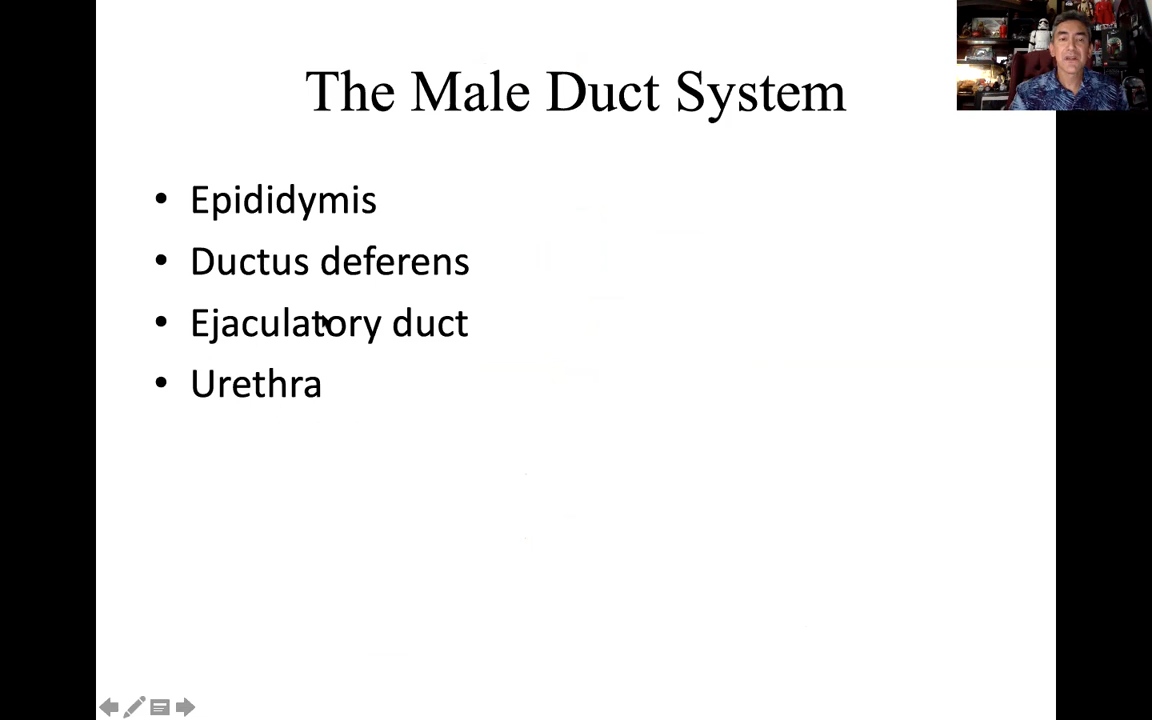 The Male Duct System
• Epididymis
• Ductus deferens
• Ejaculatory duct
• Urethra